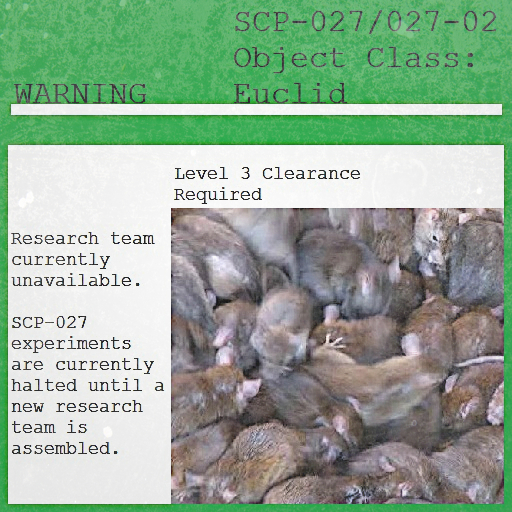 SCP-027/027-02
Object Class:
WARNING Euclid
Level 3 Clearance
Required
Research team
currently
unavailable.
SCP-027
experiments
are currently
halted until a
new research
team is
assembled.